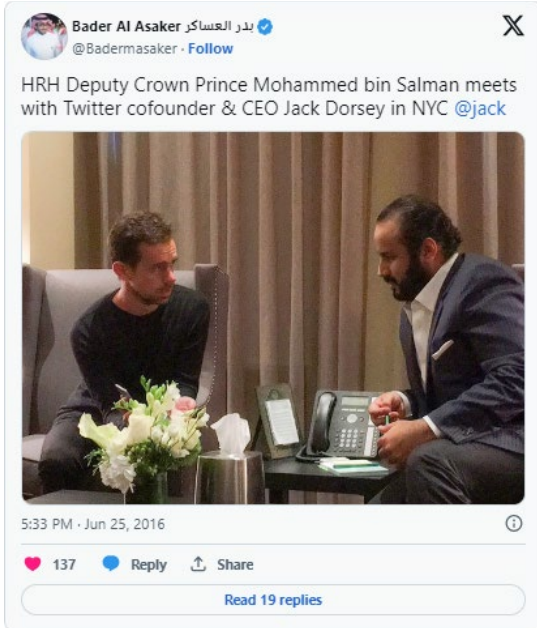 Bader Al Asaker بدر العساكر
@Badermasaker · Follow
HRH Deputy Crown Prince Mohammed bin Salman meets
with Twitter cofounder & CEO Jack Dorsey in NYC @jack
5:33 PM · Jun 25, 2016
137 Reply Share
Read 19 replies